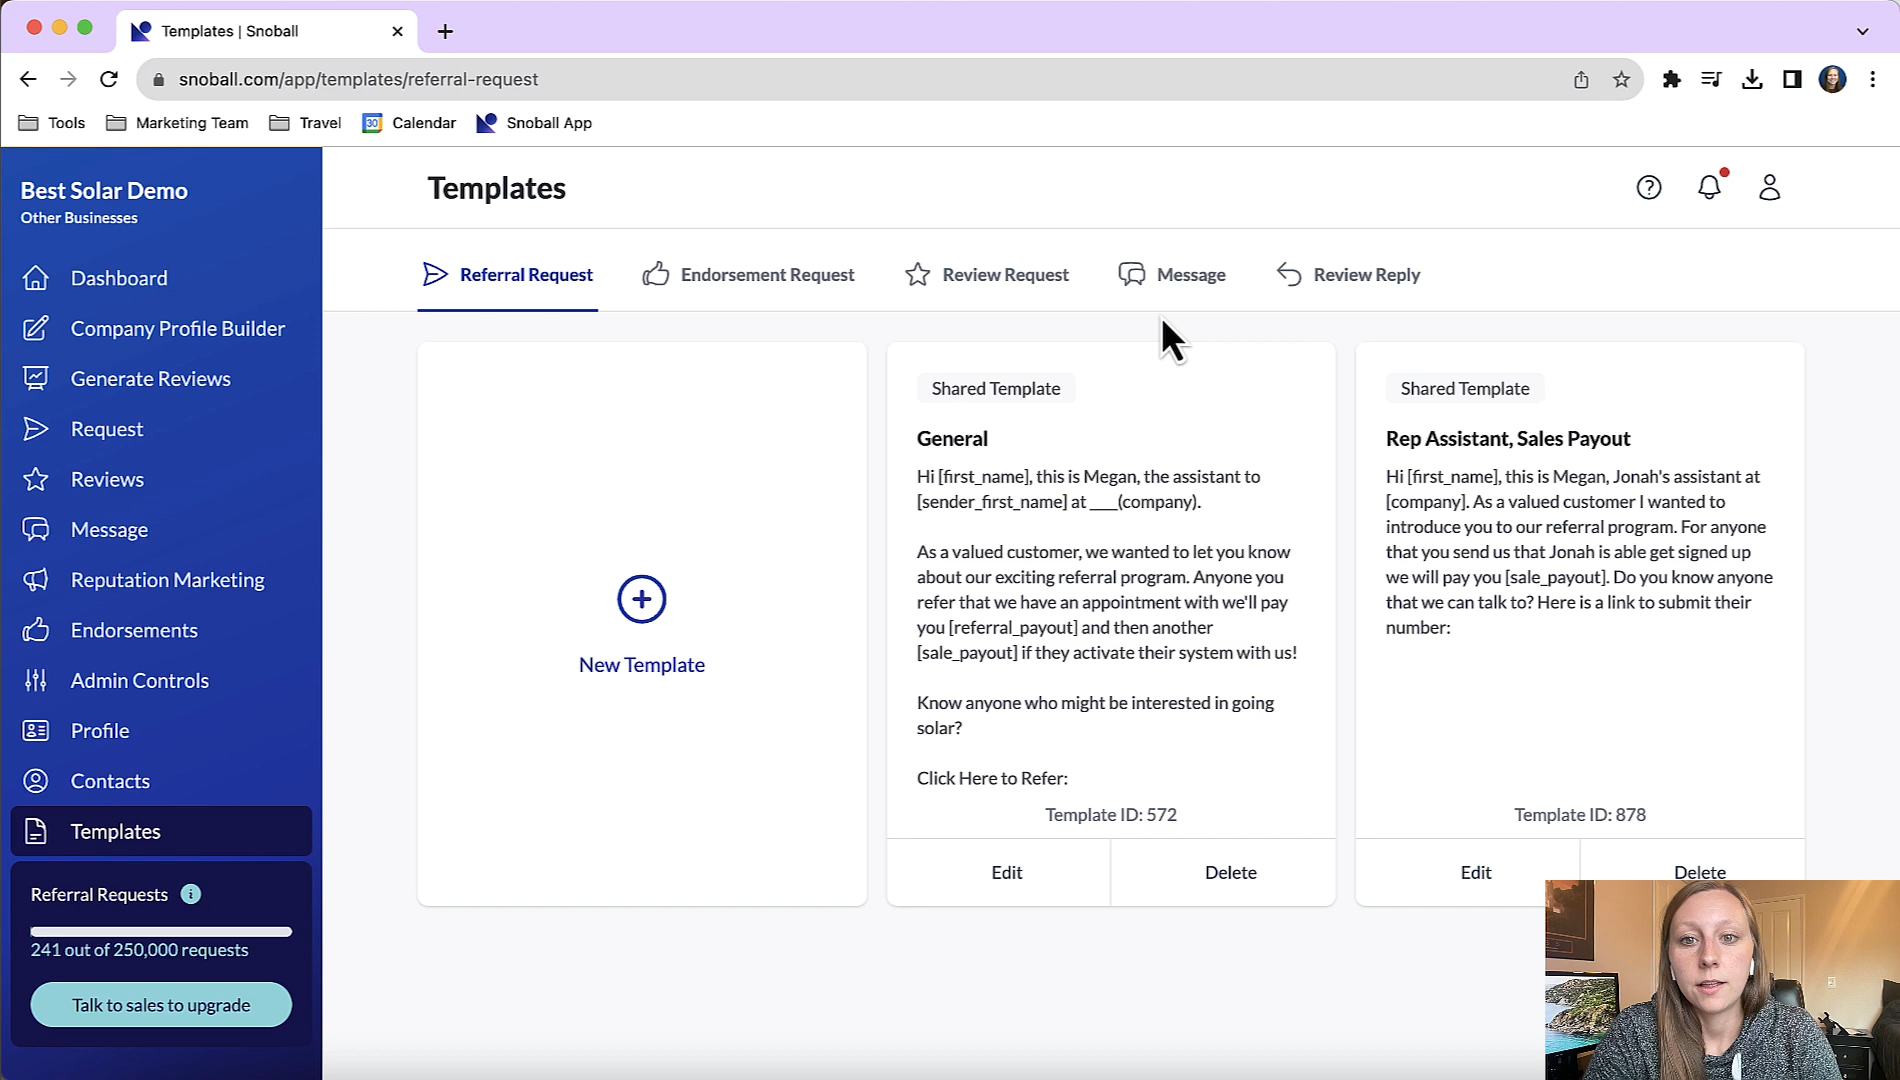 Templates | Snoball
snoball.com/app/templates/referral-request
Tools
Marketing Team
Travel
30
Calendar
Snoball App
Best Solar Demo
Other Businesses
Dashboard
Company Profile Builder
Generate Reviews
Request
Reviews
Message
Reputation Marketing
Endorsements
Admin Controls
Profile
Contacts
Templates
Referral Requests
241 out of 250,000 requests
Talk to sales to upgrade
Templates
Referral Request
Endorsement Request
Review Request
Message
Review Reply
New Template
Shared Template
General
Hi [first_name], this is Megan, the assistant to
[sender_first_name] at ___(company).
As a valued customer, we wanted to let you know
about our exciting referral program. Anyone you
refer that we have an appointment with we'll pay
you [referral_payout] and then another
[sale_payout] if they activate their system with us!
Know anyone who might be interested in going
solar?
Click Here to Refer:
Template ID: 572
Edit
Delete
Shared Template
Rep Assistant, Sales Payout
Hi [first_name], this is Megan, Jonah's assistant at
[company]. As a valued customer I wanted to
introduce you to our referral program. For anyone
that you send us that Jonah is able get signed up
we will pay you [sale_payout]. Do you know anyone
that we can talk to? Here is a link to submit their
number:
Template ID: 878
Edit
Delete